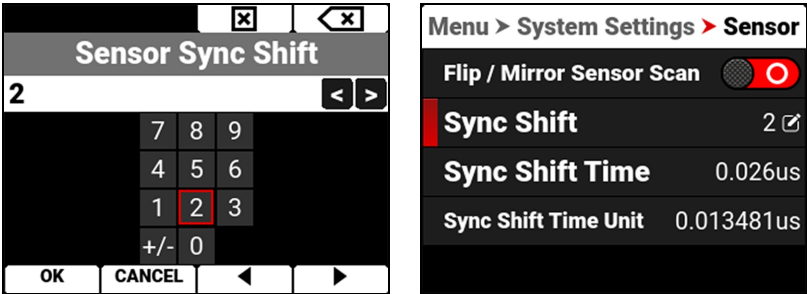 Sensor Sync Shift
2
< >
7 8 9
4 5 6
1 2 3
+/- 0
OK CANCEL
Menu > System Settings > Sensor
Flip / Mirror Sensor Scan
Sync Shift 2
Sync Shift Time 0.026us
Sync Shift Time Unit 0.013481us